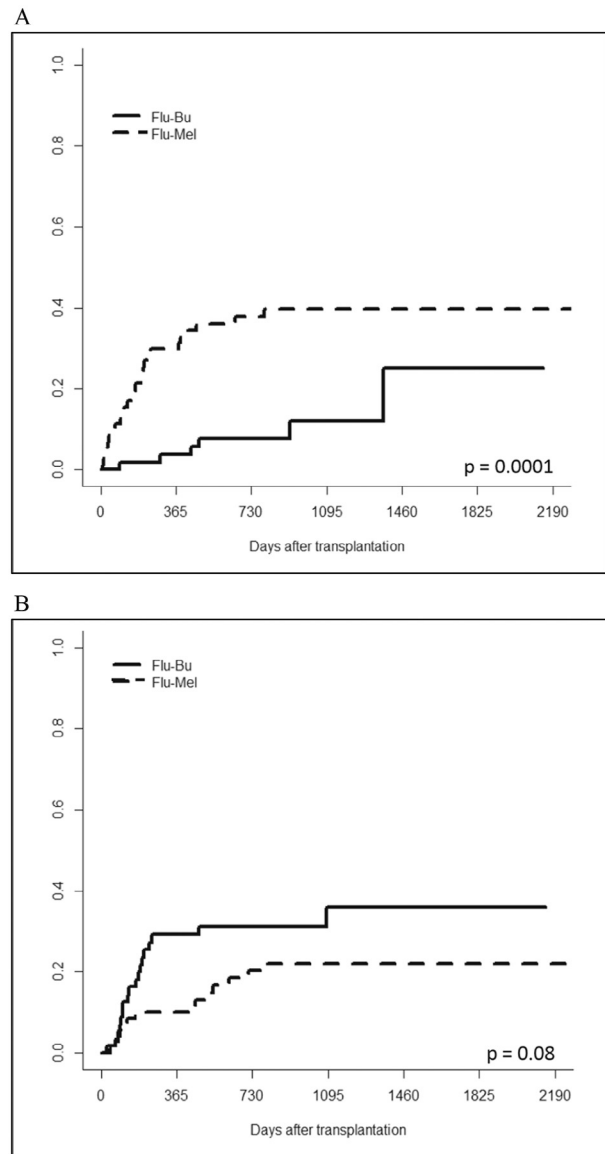 A
1.0
0.8
0.6
0.4
0.2
0.0
Flu-Bu
Flu-Mel
p = 0.0001
0 365 730 1095 1460 1825 2190
Days after transplantation
B
1.0
0.8
0.6
0.4
0.2
0.0
Flu-Bu
Flu-Mel
p = 0.08
0 365 730 1095 1460 1825 2190
Days after transplantation